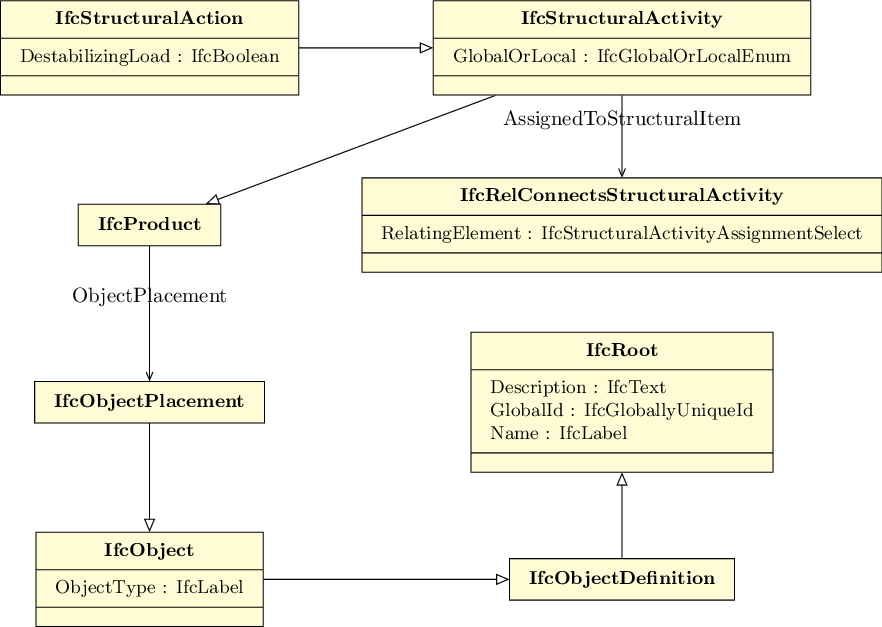 IfcStructuralAction
DestabilizingLoad : IfcBoolean
IfcStructuralActivity
GlobalOrLocal : IfcGlobalOrLocalEnum
AssignedToStructuralItem
IfcRelConnectsStructuralActivity
RelatingElement : IfcStructuralActivityAssignmentSelect
IfcProduct
ObjectPlacement
IfcObjectPlacement
IfcRoot
Description : IfcText
GlobalId : IfcGloballyUniqueId
Name : IfcLabel
IfcObject
ObjectType : IfcLabel
IfcObjectDefinition